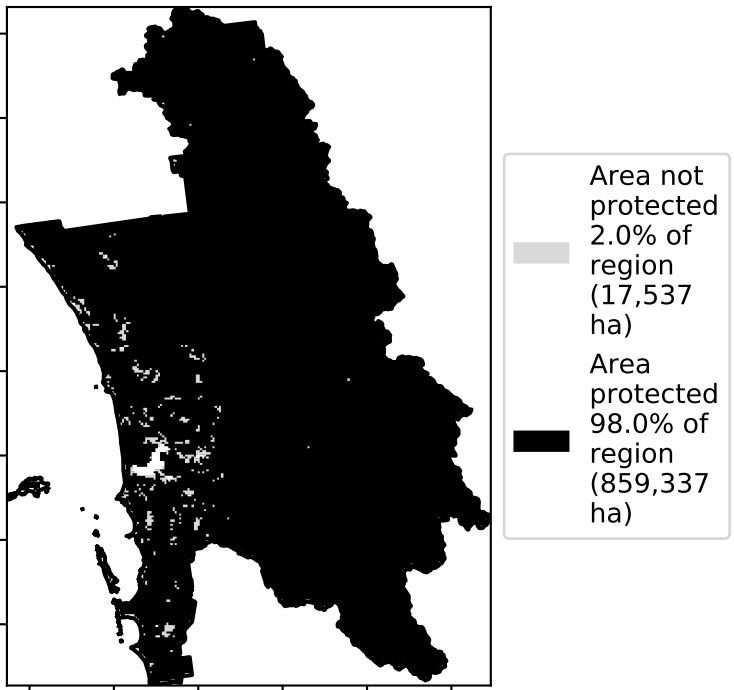 Area not
protected
2.0% of
region
(17,537
ha)
Area
protected
98.0% of
region
(859,337
ha)